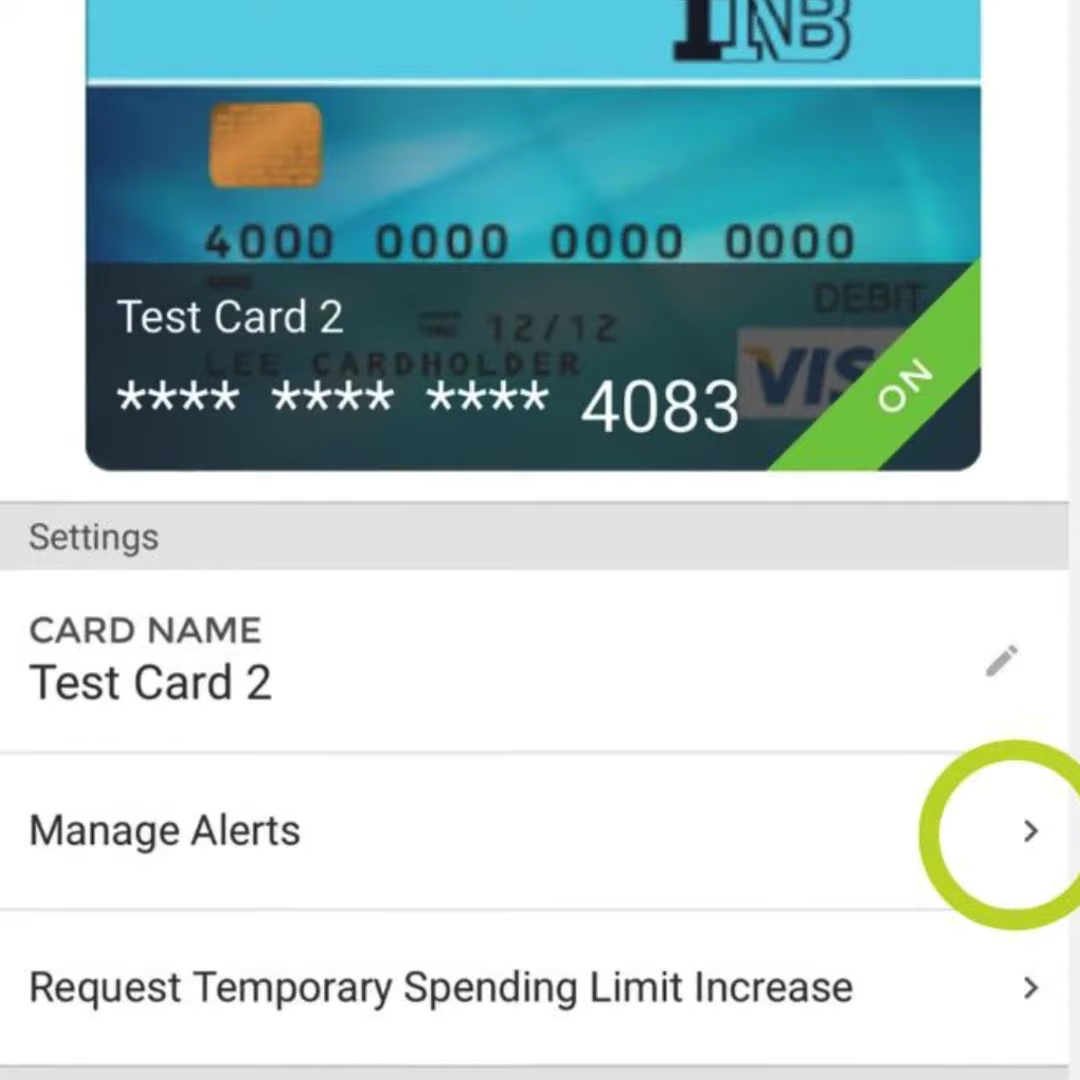 INB
4000 0000 0000 0000
DEBIT
Test Card 2
12/12
LEE CARDHOLDER
VIS
**** **** **** 4083
ON
Settings
CARD NAME
Test Card 2
Manage Alerts
Request Temporary Spending Limit Increase